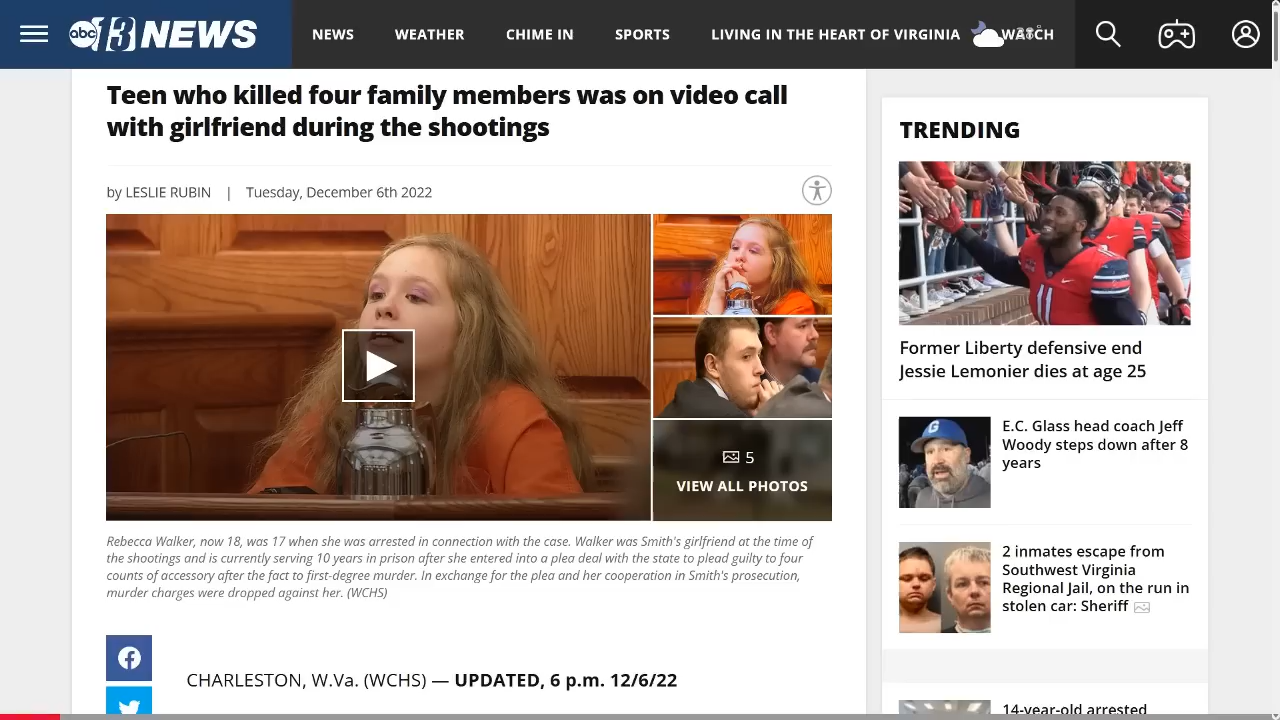 abc 13 NEWS
NEWS WEATHER CHIME IN SPORTS LIVING IN THE HEART OF VIRGINIA WATCH
Teen who killed four family members was on video call
with girlfriend during the shootings
by LESLIE RUBIN | Tuesday, December 6th 2022
5
VIEW ALL PHOTOS
Rebecca Walker, now 18, was 17 when she was arrested in connection with the case. Walker was Smith's girlfriend at the time of
the shootings and is currently serving 10 years in prison after she entered into a plea deal with the state to plead guilty to four
counts of accessory after the fact to first-degree murder. In exchange for the plea and her cooperation in Smith's prosecution,
murder charges were dropped against her. (WCHS)
CHARLESTON, W.Va. (WCHS) — UPDATED, 6 p.m. 12/6/22
TRENDING
11
Former Liberty defensive end
Jessie Lemonier dies at age 25
E.C. Glass head coach Jeff
Woody steps down after 8
years
2 inmates escape from
Southwest Virginia
Regional Jail, on the run in
stolen car: Sheriff
14-year-old arrested